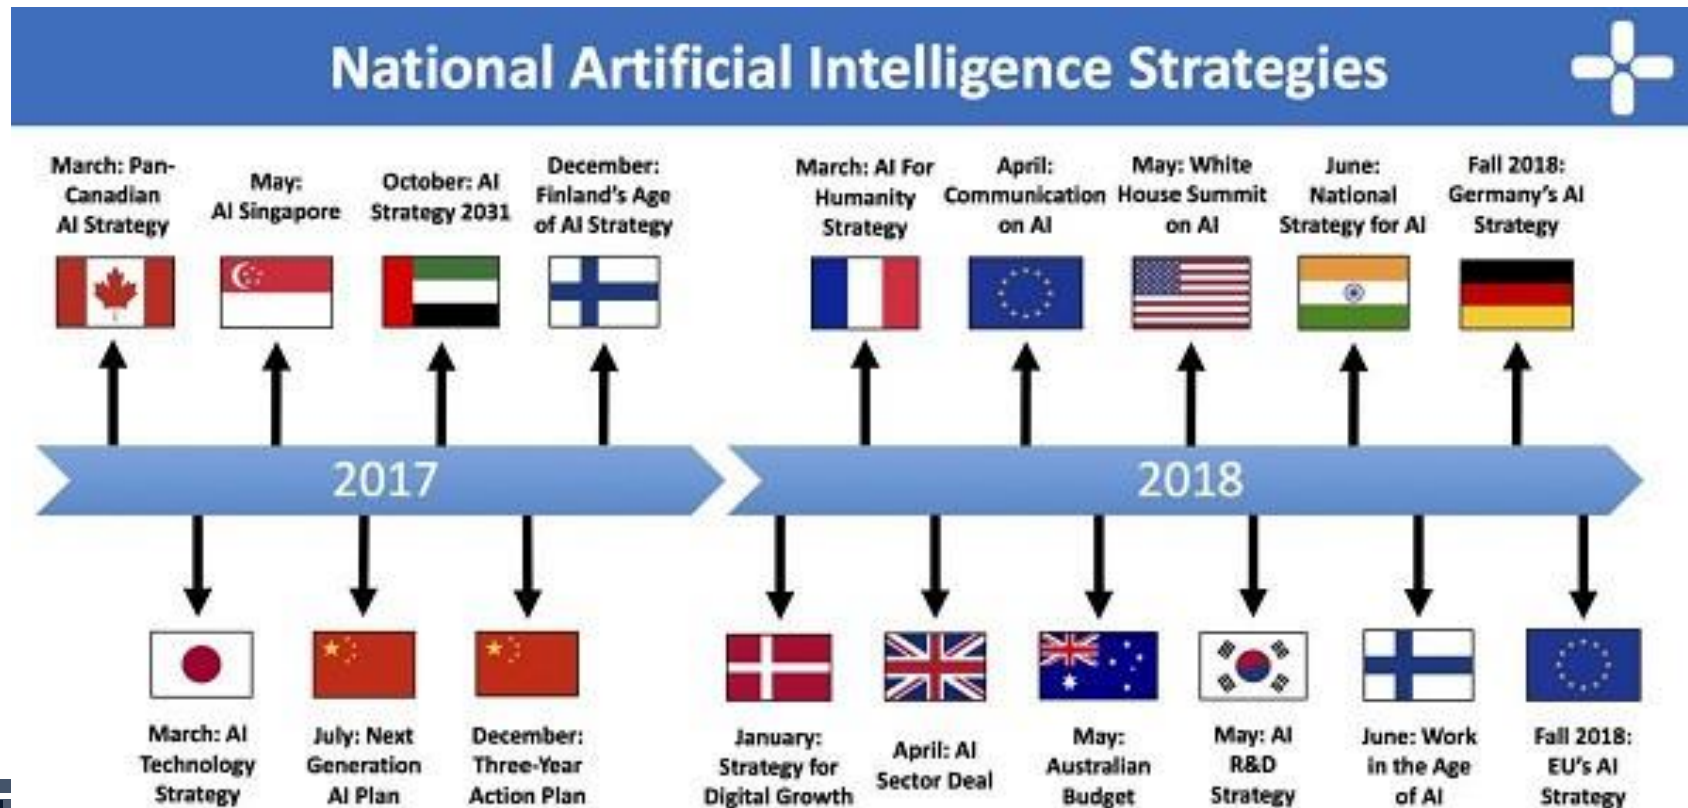 National Artificial Intelligence Strategies
March: Pan-
Canadian
AI Strategy
May:
AI Singapore
October: AI
Strategy 2031
December:
Finland's Age
of AI Strategy
March: AI For
Humanity
Strategy
April:
Communication
on AI
May: White
House Summit
on AI
June:
National
Strategy for AI
Fall 2018:
Germany's AI
Strategy
2017
2018
March: AI
Technology
Strategy
July: Next
Generation
AI Plan
December:
Three-Year
Action Plan
January:
Strategy for
Digital Growth
April: AI
Sector Deal
May:
Australian
Budget
May: AI
R&D
Strategy
June: Work
in the Age
of AI
Fall 2018:
EU's AI
Strategy